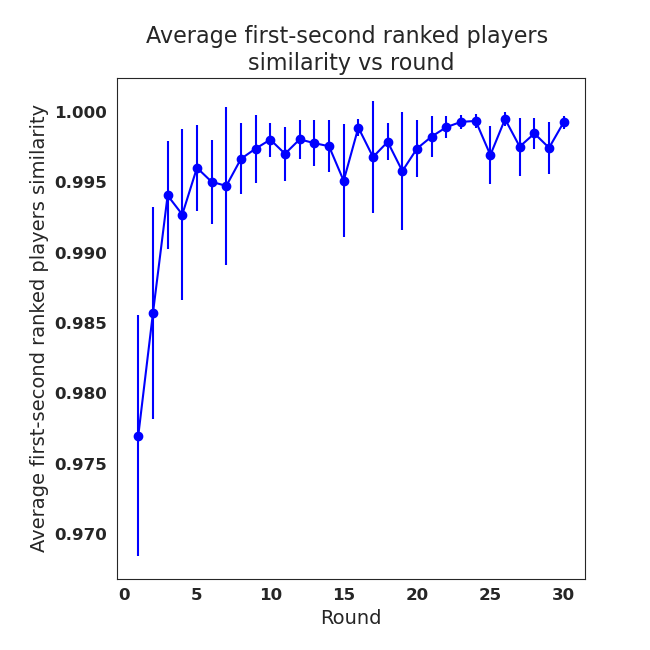 Average first-second ranked players
similarity vs round
Average first-second ranked players similarity
1.000
0.995
0.990
0.985
0.980
0.975
0.970
0 5 10 15 20 25 30
Round